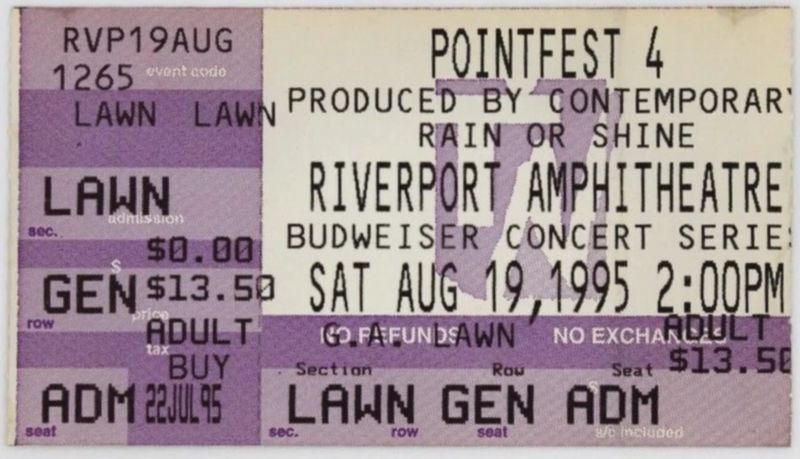 RVP19AUG
1265 event code
LAWN LAWN
LAWN
admission
sec.
$0.00
$
GEN $13.50
row price
ADULT
tax
BUY
ADM 22JUL95
seat
POINTFEST 4
PRODUCED BY CONTEMPORARY
RAIN OR SHINE
RIVERPORT AMPHITHEATRE
BUDWEISER CONCERT SERIE
SAT AUG 19,1995 2:00PM
NO REFUNDS NO EXCHANGES
G.A. LAWN ADULT
Section Row Seat $13.50
$
LAWN GEN ADM
sec. row seat s/c included